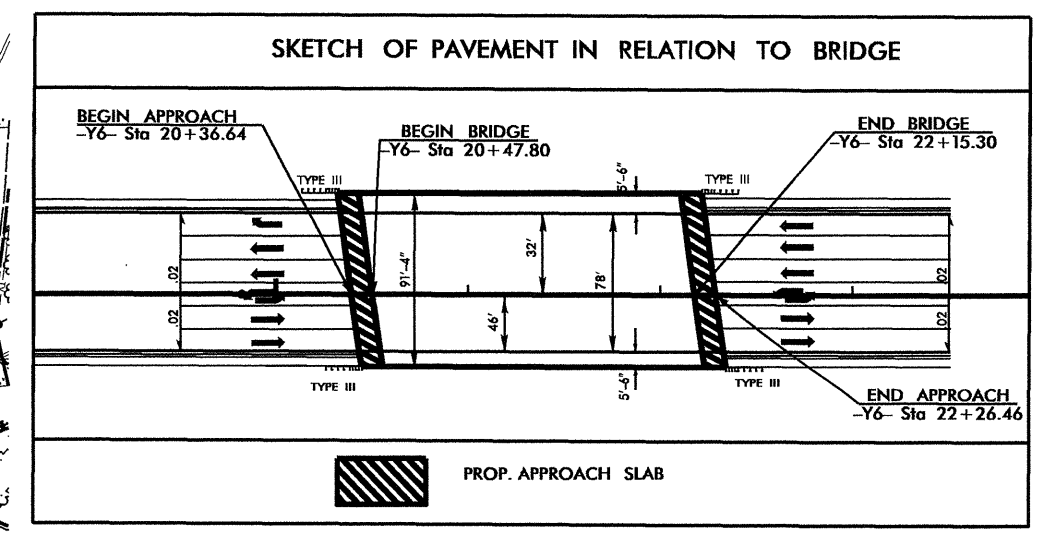 SKETCH OF PAVEMENT IN RELATION TO BRIDGE
BEGIN APPROACH
-Y6- Sta 20+36.64
BEGIN BRIDGE
-Y6- Sta 20+47.80
END BRIDGE
-Y6- Sta 22+15.30
TYPE III
5'-6"
TYPE III
.02
91'-4"
32'
78'
.02
.02
46'
.02
TYPE III
5'-6"
TYPE III
END APPROACH
-Y6- Sta 22+26.46
PROP. APPROACH SLAB